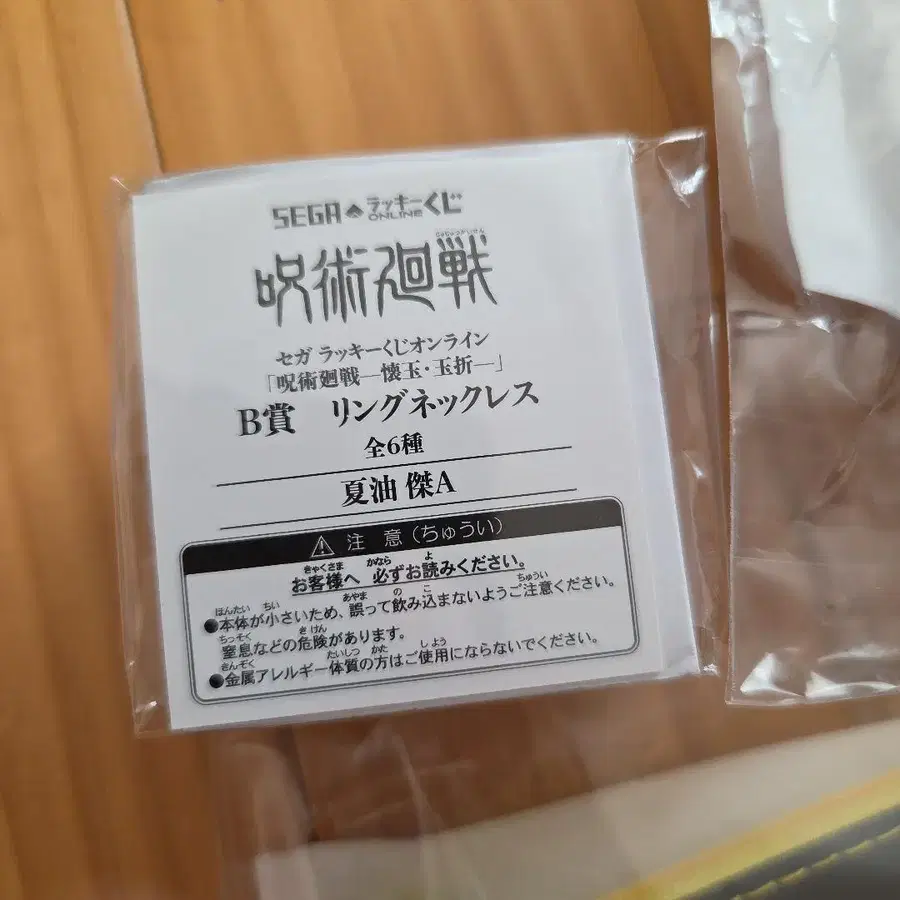 SEGA ラッキーくじ ONLINE
じゅじゅつかいせん
呪術廻戦
セガ ラッキーくじオンライン
「呪術廻戦―懐玉・玉折―」
B賞 リングネックレス
全6種
夏油 傑A
注 意(ちゅうい)
きゃくさま かなら よ
お客様へ 必ずお読みください。
ほんたい ちい あやま の こ ちゅうい
●本体が小さいため、誤って飲み込まないようご注意ください。
ちっそく きけん
窒息などの危険があります。
きんぞく たいしつ かた しよう
●金属アレルギー体質の方はご使用にならないでください。